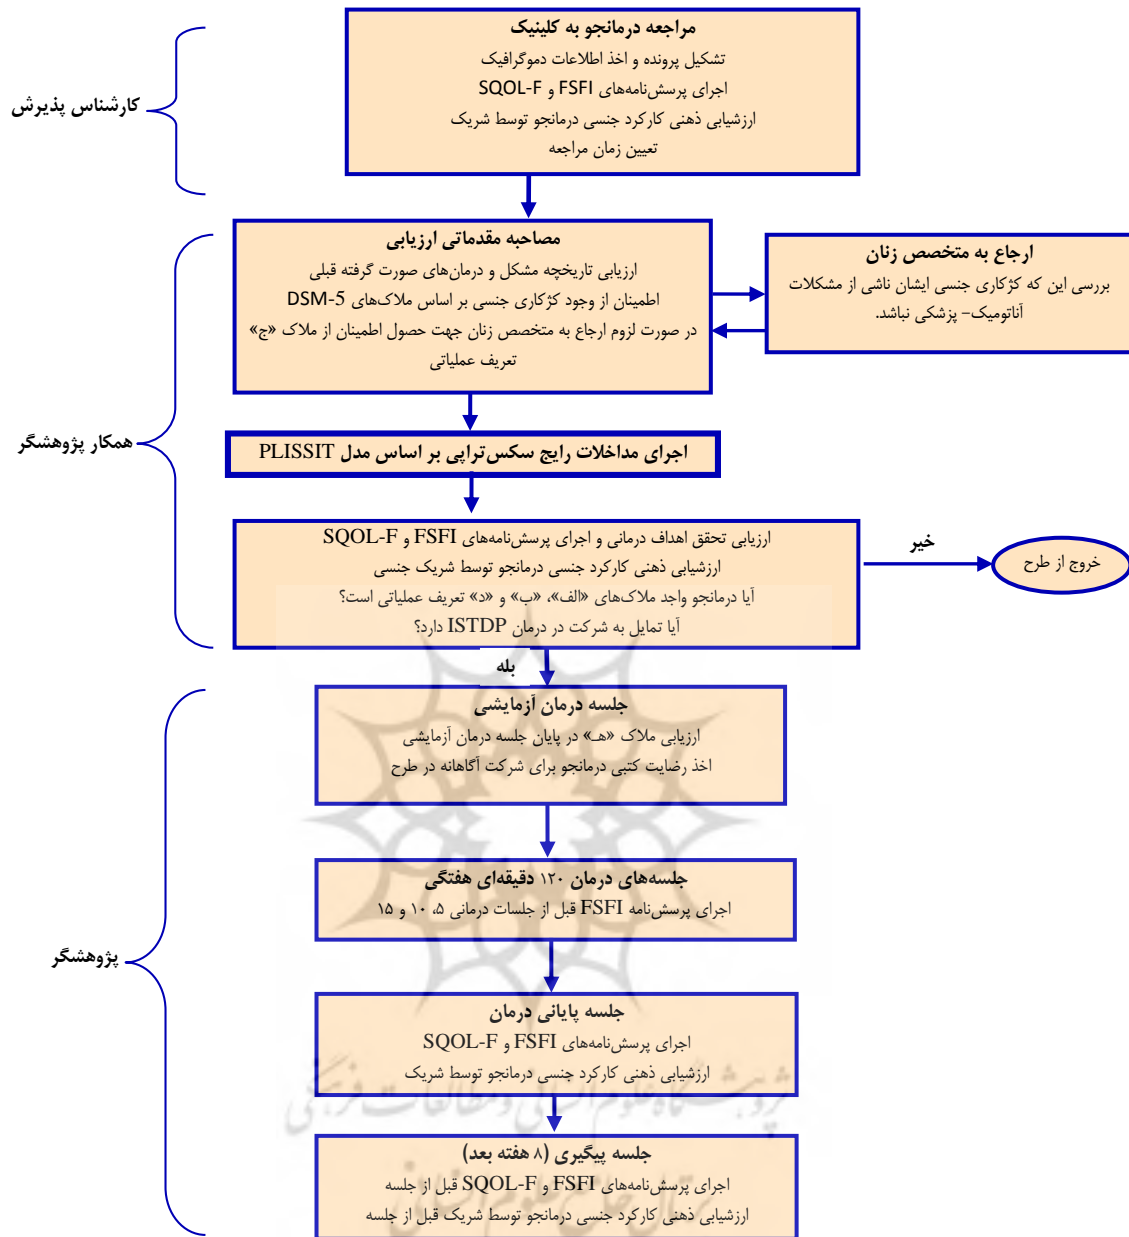 مراجعه درمانجو به کلینیک
تشکیل پرونده و اخذ اطلاعات دموگرافیک
اجرای پرسش‌نامه‌های FSFI و SQOL-F
ارزشیابی ذهنی کارکرد جنسی درمانجو توسط شریک
تعیین زمان مراجعه
کارشناس پذیرش
مصاحبه مقدماتی ارزیابی
ارزیابی تاریخچه مشکل و درمان‌های صورت گرفته قبلی
اطمینان از وجود کژکاری جنسی بر اساس ملاک‌های DSM-5
در صورت لزوم ارجاع به متخصص زنان جهت حصول اطمینان از ملاک «ج»
تعریف عملیاتی
ارجاع به متخصص زنان
بررسی این که کژکاری جنسی ایشان ناشی از مشکلات
آناتومیک– پزشکی نباشد.
همکار پژوهشگر
اجرای مداخلات رایج سکس‌تراپی بر اساس مدل PLISSIT
ارزیابی تحقق اهداف درمانی و اجرای پرسش‌نامه‌های FSFI و SQOL-F
ارزشیابی ذهنی کارکرد جنسی درمانجو توسط شریک جنسی
آیا درمانجو واجد ملاک‌های «الف»، «ب» و «د» تعریف عملیاتی است؟
آیا تمایل به شرکت در درمان ISTDP دارد؟
خیر
خروج از طرح
بله
جلسه درمان آزمایشی
ارزیابی ملاک «هـ» در پایان جلسه درمان آزمایشی
اخذ رضایت کتبی درمانجو برای شرکت آگاهانه در طرح
جلسه‌های درمان ۱۲۰ دقیقه‌ای هفتگی
اجرای پرسش‌نامه FSFI قبل از جلسات درمانی ۵، ۱۰ و ۱۵
پژوهشگر
جلسه پایانی درمان
اجرای پرسش‌نامه‌های FSFI و SQOL-F
ارزشیابی ذهنی کارکرد جنسی درمانجو توسط شریک
پژوهشگاه علوم انسانی و مطالعات فرهنگی
جلسه پیگیری (۸ هفته بعد)
اجرای پرسش‌نامه‌های FSFI و SQOL-F قبل از جلسه
ارزشیابی ذهنی کارکرد جنسی درمانجو توسط شریک قبل از جلسه
پرتال جامع علوم انسانی